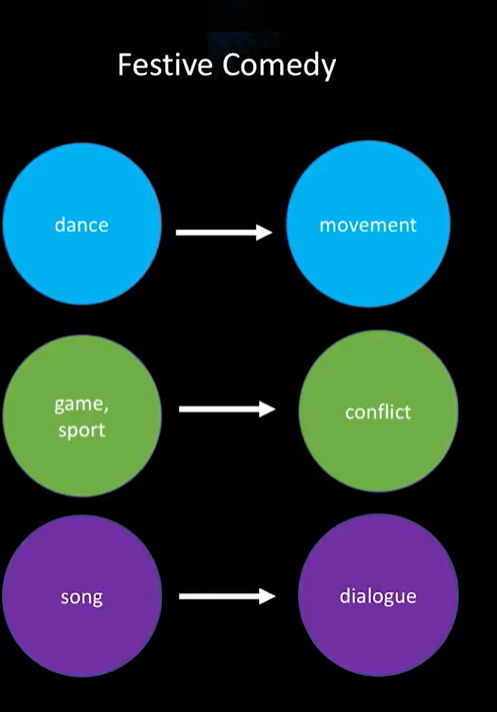 Festive Comedy
dance
movement
game,
sport
conflict
song
dialogue